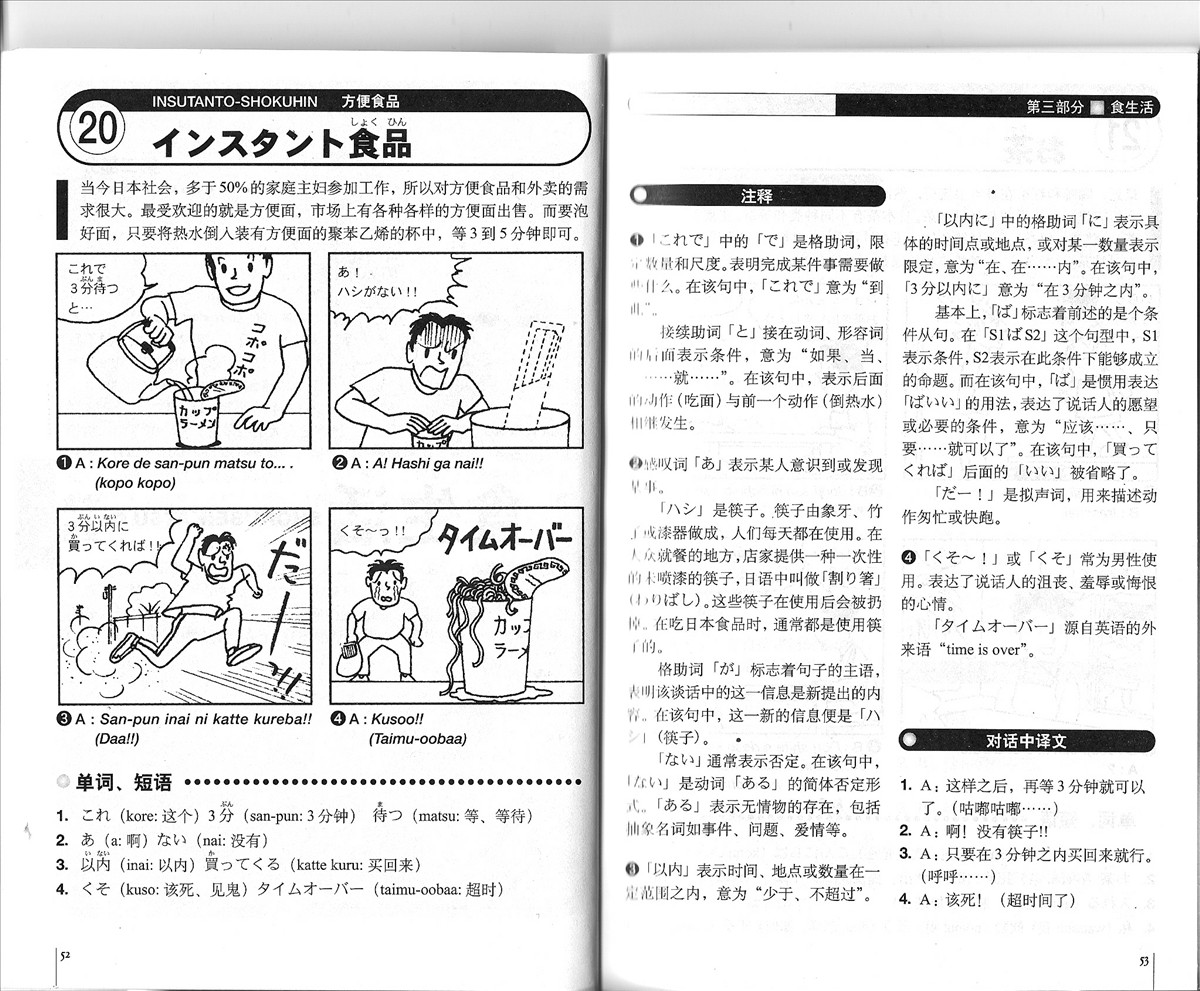 INSUTANTO-SHOKUHIN 方便食品
20
しょく ひん
インスタント食品
当今日本社会，多于50%的家庭主妇参加工作，所以对方便食品和外卖的需
求很大。最受欢迎的就是方便面，市场上有各种各样的方便面出售。而要泡
好面，只要将热水倒人装有方便面的聚苯乙烯的杯中，等3到5分钟即可。
これで
ぷん ま
3分待つ
と…
コポコポ
カップ
ラーメン
あ！
ハシがない!!
カップ
❶ A : Kore de san-pun matsu to... .
(kopo kopo)
❷ A : A! Hashi ga nai!!
ぷん い ない
3分以内に
か
買ってくれば!!
だーッ!!
くそ〜っ!!
タイムオーバー
カップ
ラーメ
❸ A : San-pun inai ni katte kureba!!
(Daa!!)
❹ A : Kusoo!!
(Taimu-oobaa)
单词、短语
ぷん ま
1. これ（kore: 这个）3分（san-pun: 3分钟） 待つ（matsu: 等、等待）
2. あ（a: 啊）ない（nai: 没有）
い ない か
3. 以内（inai: 以内）買ってくる（katte kuru: 买回来）
4. くそ（kuso: 该死、见鬼）タイムオーバー（taimu-oobaa: 超时）
52
第三部分 食生活
注释
❶「これで」中的「で」是格助词，限
定数量和尺度。表明完成某件事需要做
些什么。在该句中，「これで」意为“到
此”。
接续助词「と」接在动词、形容词
的后面表示条件，意为“如果、当、
……就……”。在该句中，表示后面
的动作（吃面）与前一个动作（倒热水）
相继发生。
❷感叹词「あ」表示某人意识到或发现
某事。
「ハシ」是筷子。筷子由象牙、竹
子或漆器做成，人们每天都在使用。在
大众就餐的地方，店家提供一种一次性
的未喷漆的筷子，日语中叫做「割り箸」
（わりばし）。这些筷子在使用后会被扔
掉。在吃日本食品时，通常都是使用筷
子的。
格助词「が」标志着句子的主语，
表明该谈话中的这一信息是新提出的内
容。在该句中，这一新的信息便是「ハ
シ」（筷子）。
「ない」通常表示否定。在该句中，
「ない」是动词「ある」的简体否定形
式。「ある」表示无情物的存在，包括
抽象名词如事件、问题、爱情等。
❸「以内」表示时间、地点或数量在一
定范围之内，意为“少于、不超过”。
「以内に」中的格助词「に」表示具
体的时间点或地点，或对某一数量表示
限定，意为“在、在……内”。在该句中，
「3分以内に」意为“在3分钟之内”。
基本上，「ば」标志着前述的是个条
件从句。在「S1ばS2」这个句型中，S1
表示条件，S2表示在此条件下能够成立
的命题。而在该句中，「ば」是惯用表达
「ばいい」的用法，表达了说话人的愿望
或必要的条件，意为“应该……、只
要……就可以了”。在该句中，「買って
くれば」后面的「いい」被省略了。
「だー！」是拟声词，用来描述动
作匆忙或快跑。
❹「くそ〜！」或「くそ」常为男性使
用。表达了说话人的沮丧、羞辱或悔恨
的心情。
「タイムオーバー」源自英语的外
来语“time is over”。
对话中译文
1. A：这样之后，再等3分钟就可以
了。（咕嘟咕嘟……）
2. A：啊！没有筷子!!
3. A：只要在3分钟之内买回来就行。
（呼呼……）
4. A：该死！（超时间了）
53